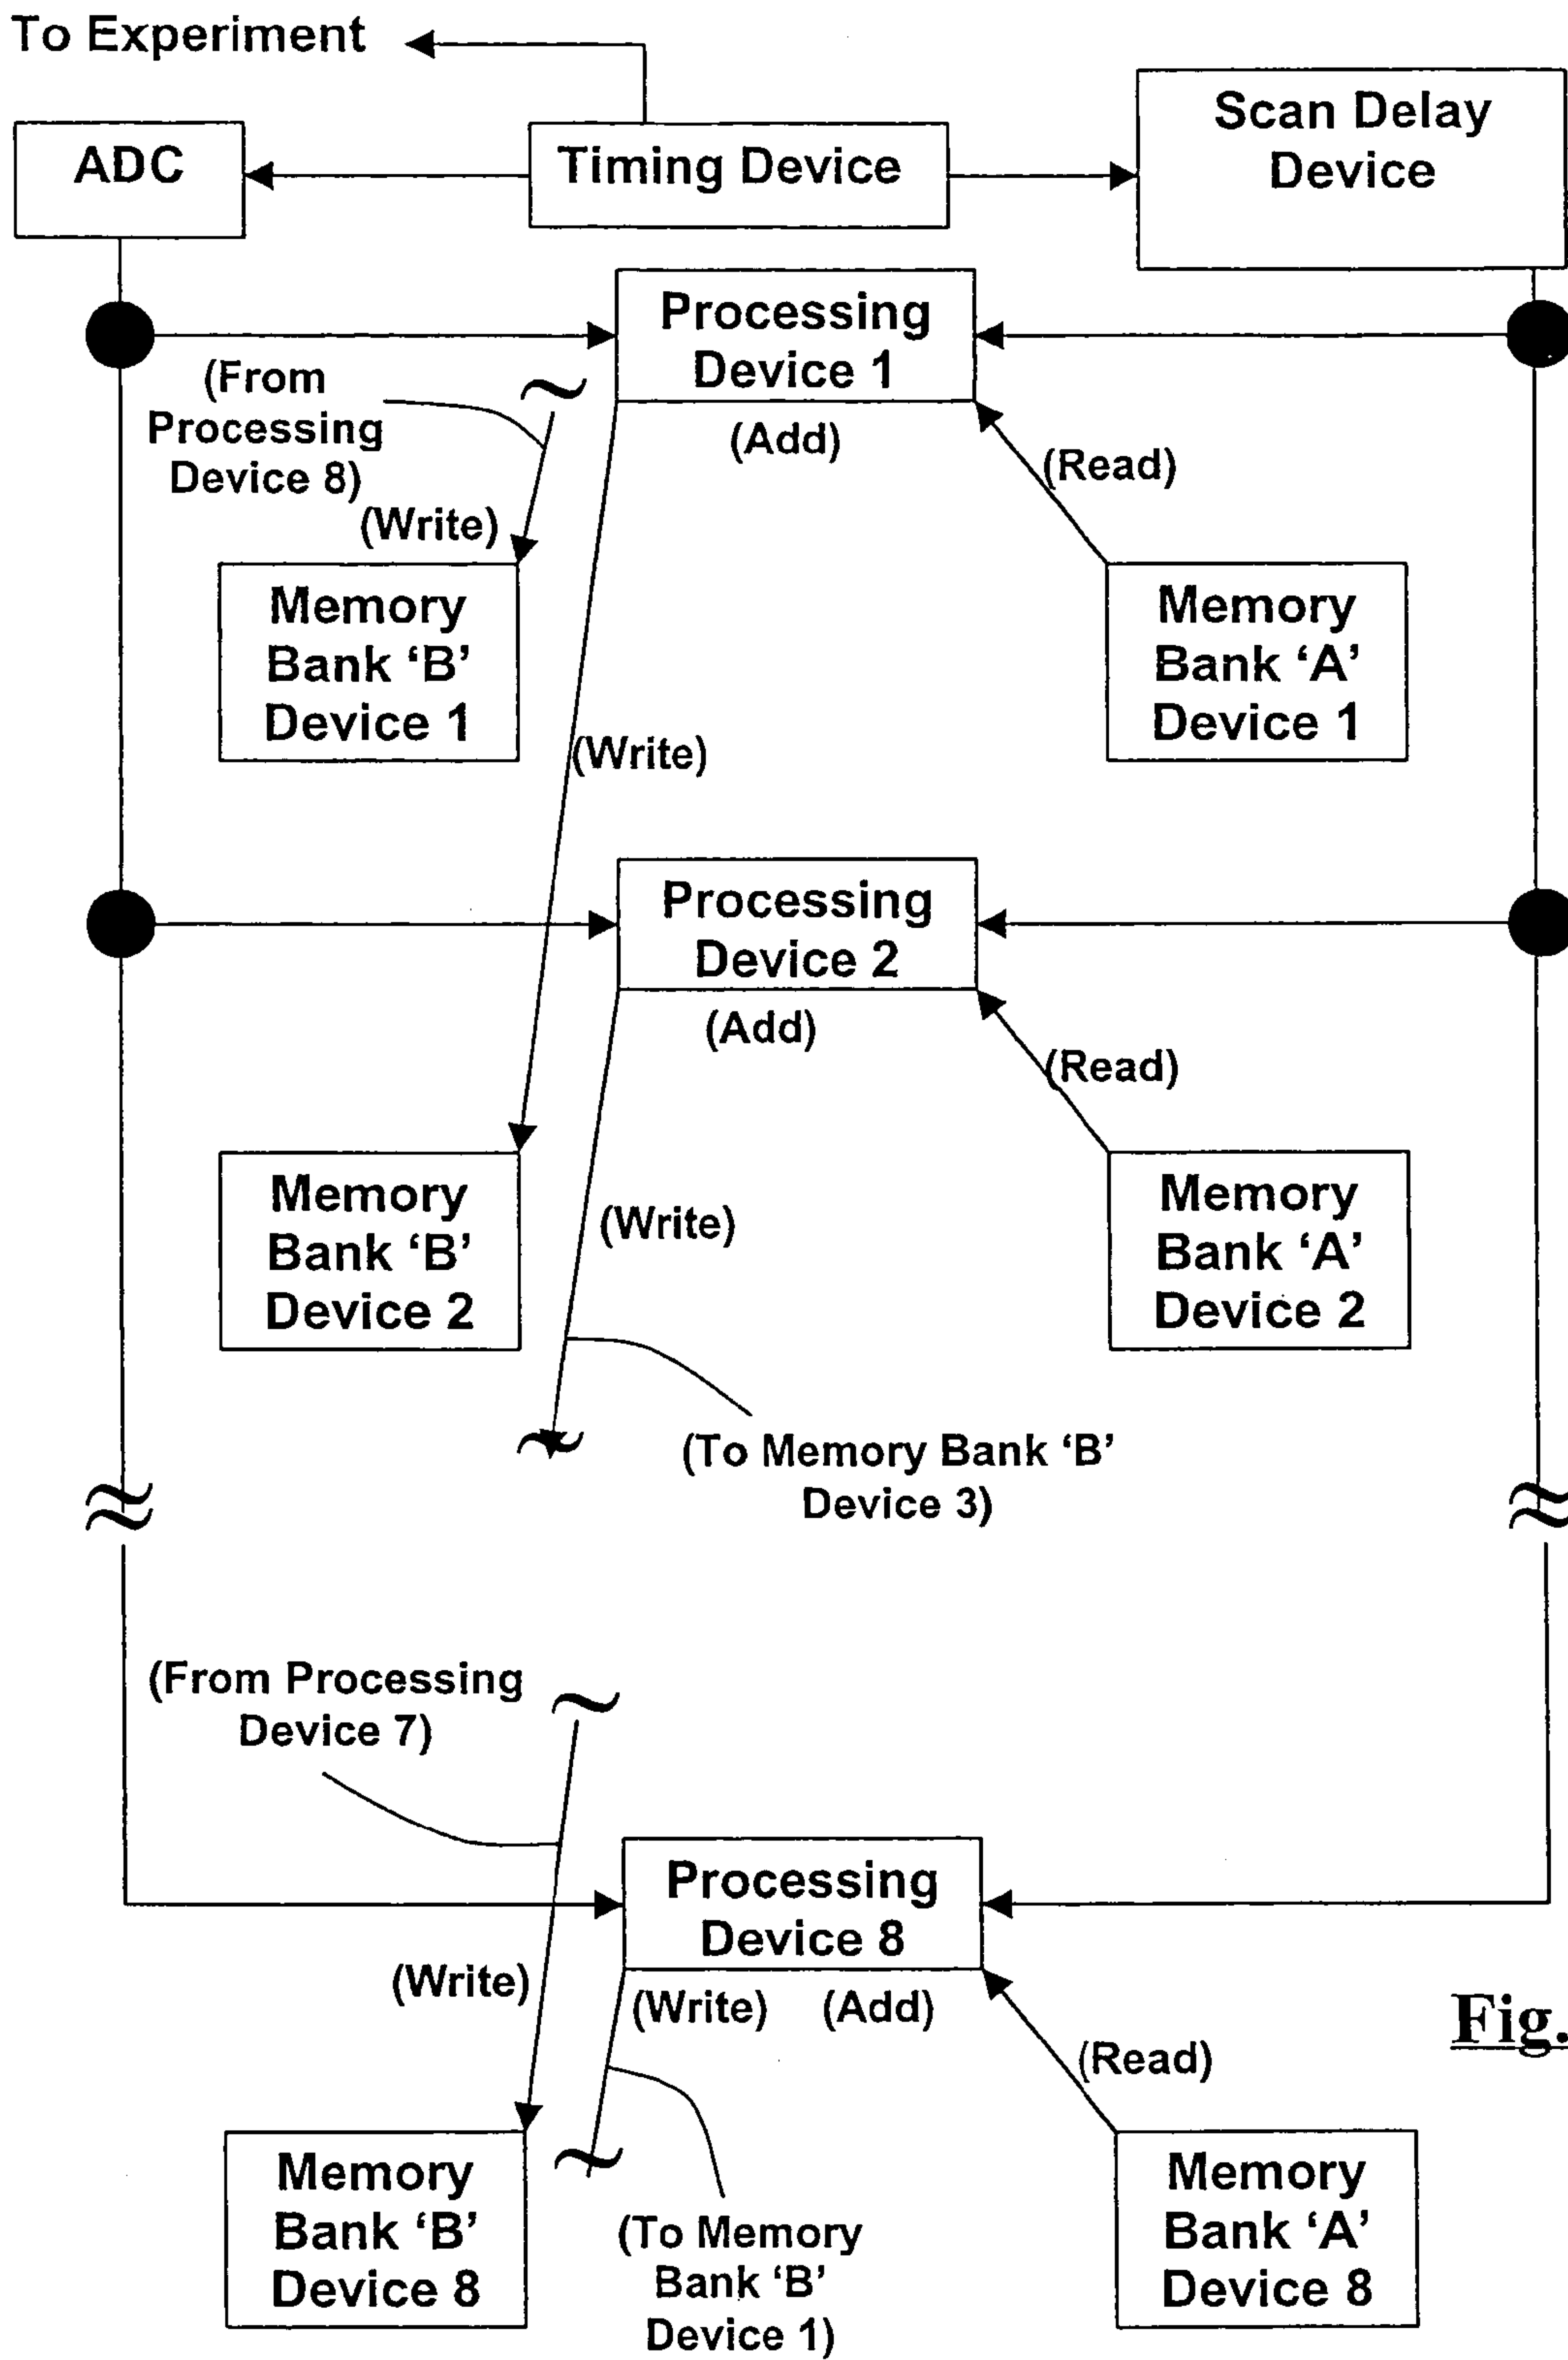 To Experiment
ADC
Timing Device
Scan Delay
Device
Processing
Device 1
(From
Processing
Device 8)
(Add)
(Read)
(Write)
Memory
Bank ‘B’
Device 1
Memory
Bank ‘A’
Device 1
(Write)
Processing
Device 2
(Add)
(Read)
Memory
Bank ‘B’
Device 2
(Write)
Memory
Bank ‘A’
Device 2
(To Memory Bank ‘B’
Device 3)
(From Processing
Device 7)
Processing
Device 8
(Write)
(Write)
(Add)
(Read)
Fig.
Memory
Bank ‘B’
Device 8
(To Memory
Bank ‘B’
Device 1)
Memory
Bank ‘A’
Device 8